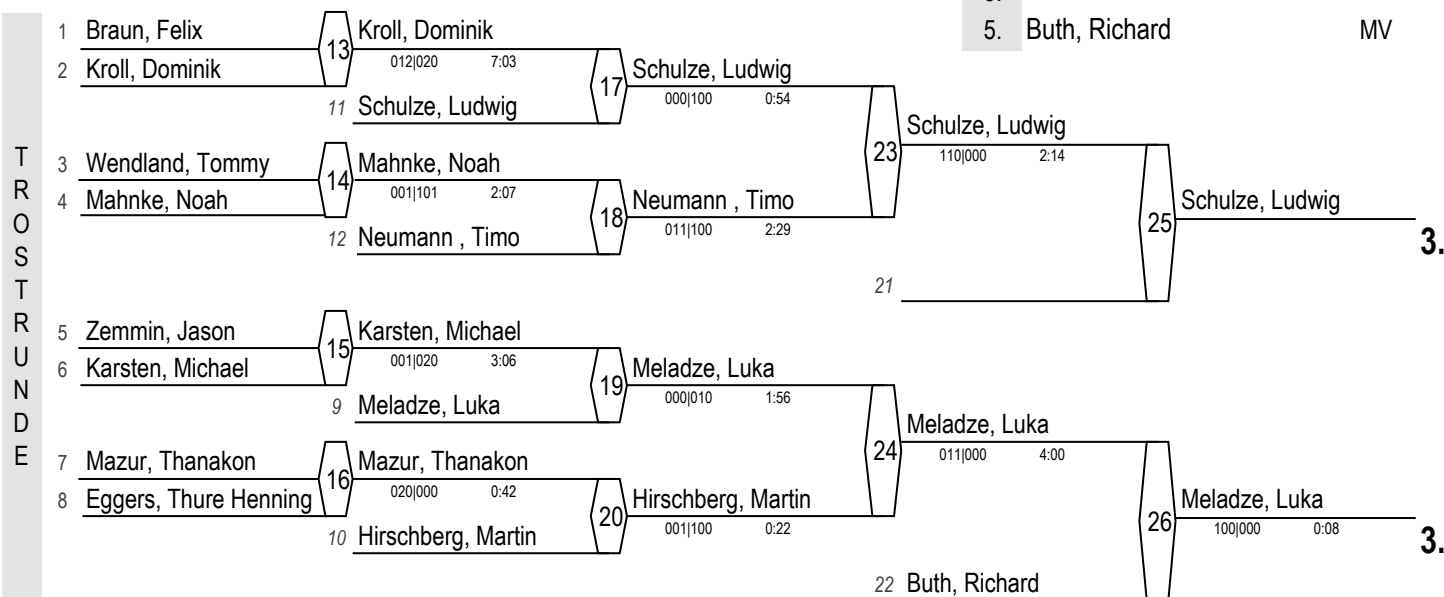 5. Buth, Richard MV
TROSTRUNDE
1 Braun, Felix
2 Kroll, Dominik
13
Kroll, Dominik
012|020 7:03
11 Schulze, Ludwig
17
Schulze, Ludwig
000|100 0:54
3 Wendland, Tommy
4 Mahnke, Noah
14
Mahnke, Noah
001|101 2:07
12 Neumann , Timo
18
Neumann , Timo
011|100 2:29
23
Schulze, Ludwig
110|000 2:14
21
25
Schulze, Ludwig
3.
5 Zemmin, Jason
6 Karsten, Michael
15
Karsten, Michael
001|020 3:06
9 Meladze, Luka
19
Meladze, Luka
000|010 1:56
7 Mazur, Thanakon
8 Eggers, Thure Henning
16
Mazur, Thanakon
020|000 0:42
10 Hirschberg, Martin
20
Hirschberg, Martin
001|100 0:22
24
Meladze, Luka
011|000 4:00
22 Buth, Richard
26
Meladze, Luka
100|000 0:08
3.